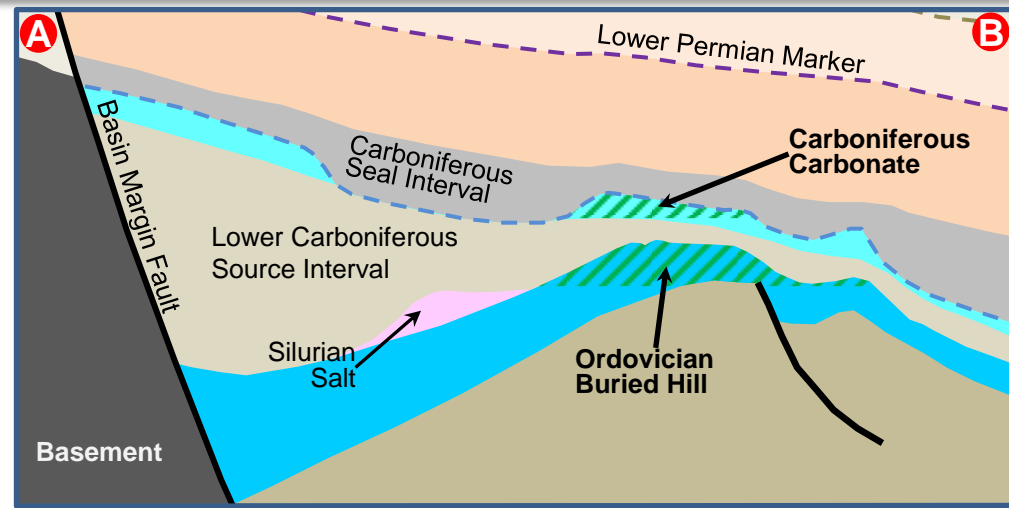 A
B
Lower Permian Marker
Carboniferous
Carbonate
Carboniferous
Seal Interval
Basin Margin Fault
Lower Carboniferous
Source Interval
Silurian
Salt
Ordovician
Buried Hill
Basement